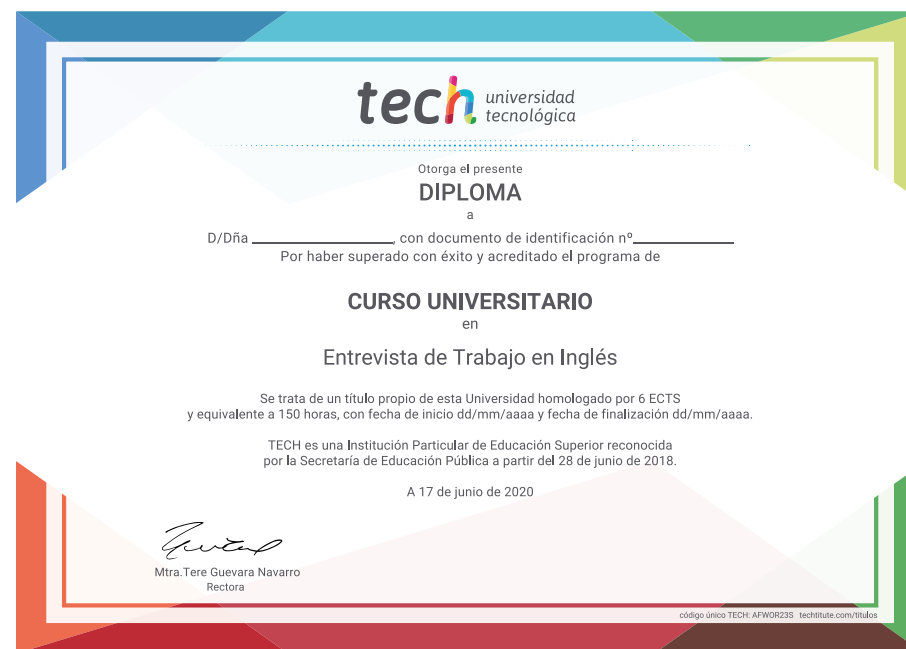 tech universidad
tecnológica
Otorga el presente
DIPLOMA
a
D/Dña ____________________, con documento de identificación nº______________
Por haber superado con éxito y acreditado el programa de
CURSO UNIVERSITARIO
en
Entrevista de Trabajo en Inglés
Se trata de un título propio de esta Universidad homologado por 6 ECTS
y equivalente a 150 horas, con fecha de inicio dd/mm/aaaa y fecha de finalización dd/mm/aaaa.
TECH es una Institución Particular de Educación Superior reconocida
por la Secretaría de Educación Pública a partir del 28 de junio de 2018.
A 17 de junio de 2020
Mtra.Tere Guevara Navarro
Rectora
código único TECH: AFWOR23S techtitute.com/titulos